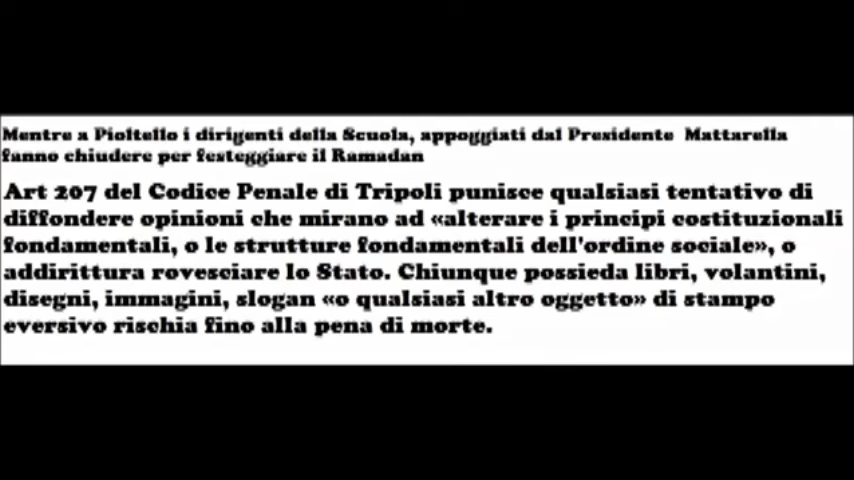 Mentre a Pioltello i dirigenti della Scuola, appoggiati dal Presidente Mattarella
fanno chiudere per festeggiare il Ramadan
Art 207 del Codice Penale di Tripoli punisce qualsiasi tentativo di
diffondere opinioni che mirano ad «alterare i principi costituzionali
fondamentali, o le strutture fondamentali dell'ordine sociale», o
addirittura rovesciare lo Stato. Chiunque possieda libri, volantini,
disegni, immagini, slogan «o qualsiasi altro oggetto» di stampo
eversivo rischia fino alla pena di morte.